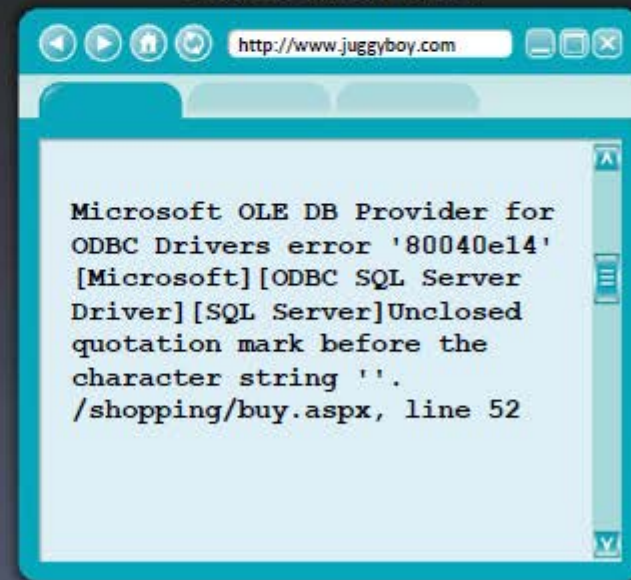 http://www.juggyboy.com
Microsoft OLE DB Provider for
ODBC Drivers error '80040e14'
[Microsoft][ODBC SQL Server
Driver][SQL Server]Unclosed
quotation mark before the
character string ''.
/shopping/buy.aspx, line 52